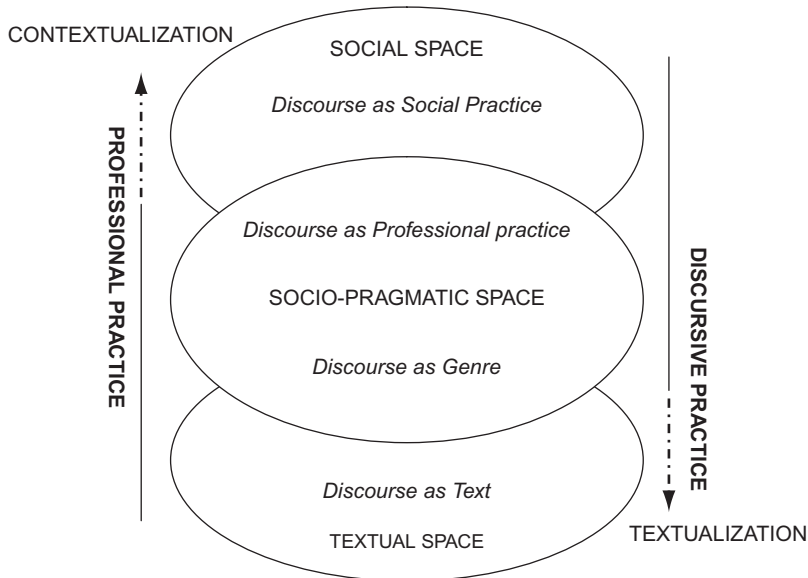 CONTEXTUALIZATION
SOCIAL SPACE
Discourse as Social Practice
PROFESSIONAL PRACTICE
Discourse as Professional practice
SOCIO-PRAGMATIC SPACE
Discourse as Genre
DISCURSIVE PRACTICE
Discourse as Text
TEXTUAL SPACE
TEXTUALIZATION